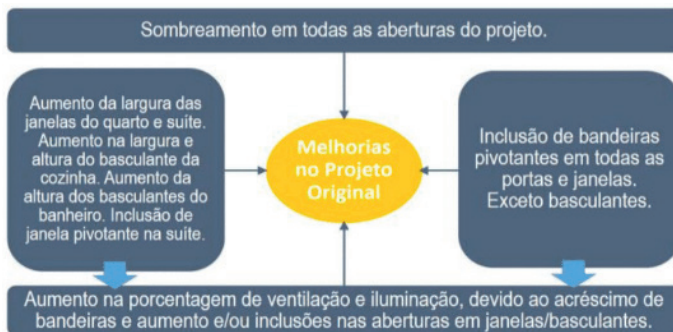 Sombreamento em todas as aberturas do projeto.
Aumento da largura das
janelas do quarto e suíte.
Aumento na largura e
altura do basculante da
cozinha. Aumento da
altura dos basculantes do
banheiro. Inclusão de
janela pivotante na suíte.
Melhorias
no Projeto
Original
Inclusão de bandeiras
pivotantes em todas as
portas e janelas.
Exceto basculantes.
Aumento na porcentagem de ventilação e iluminação, devido ao acréscimo de
bandeiras e aumento e/ou inclusões nas aberturas em janelas/basculantes.